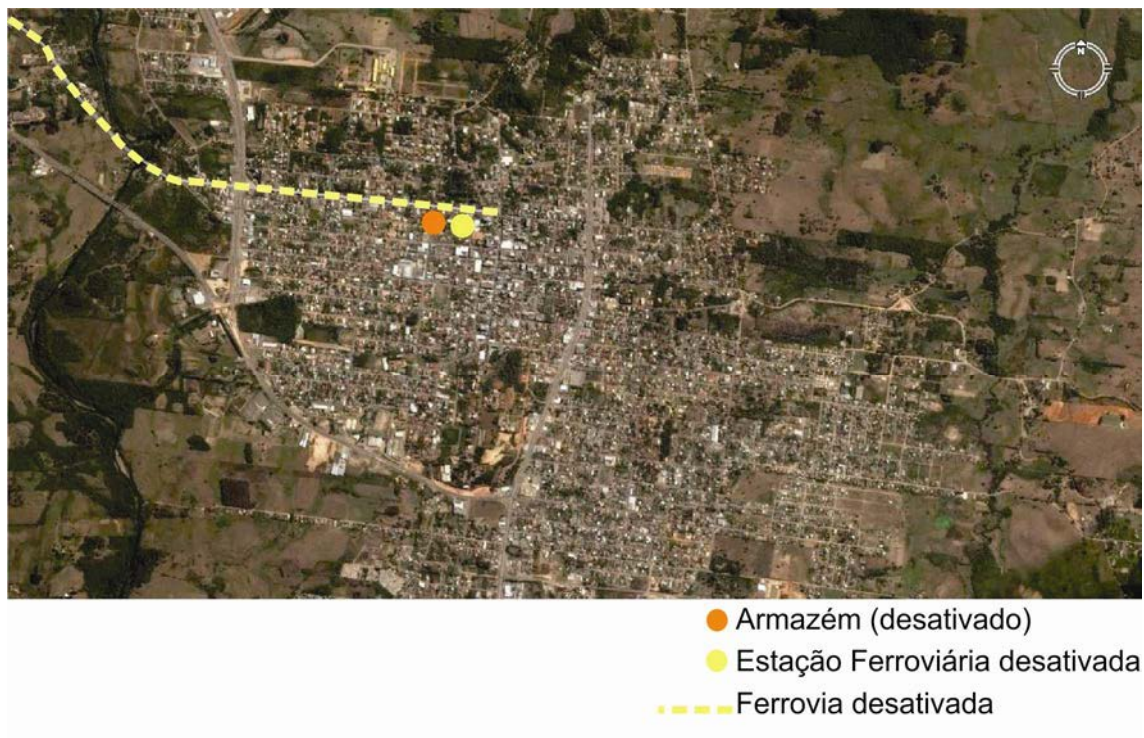 N
Armazém (desativado)
Estação Ferroviária desativada
Ferrovia desativada